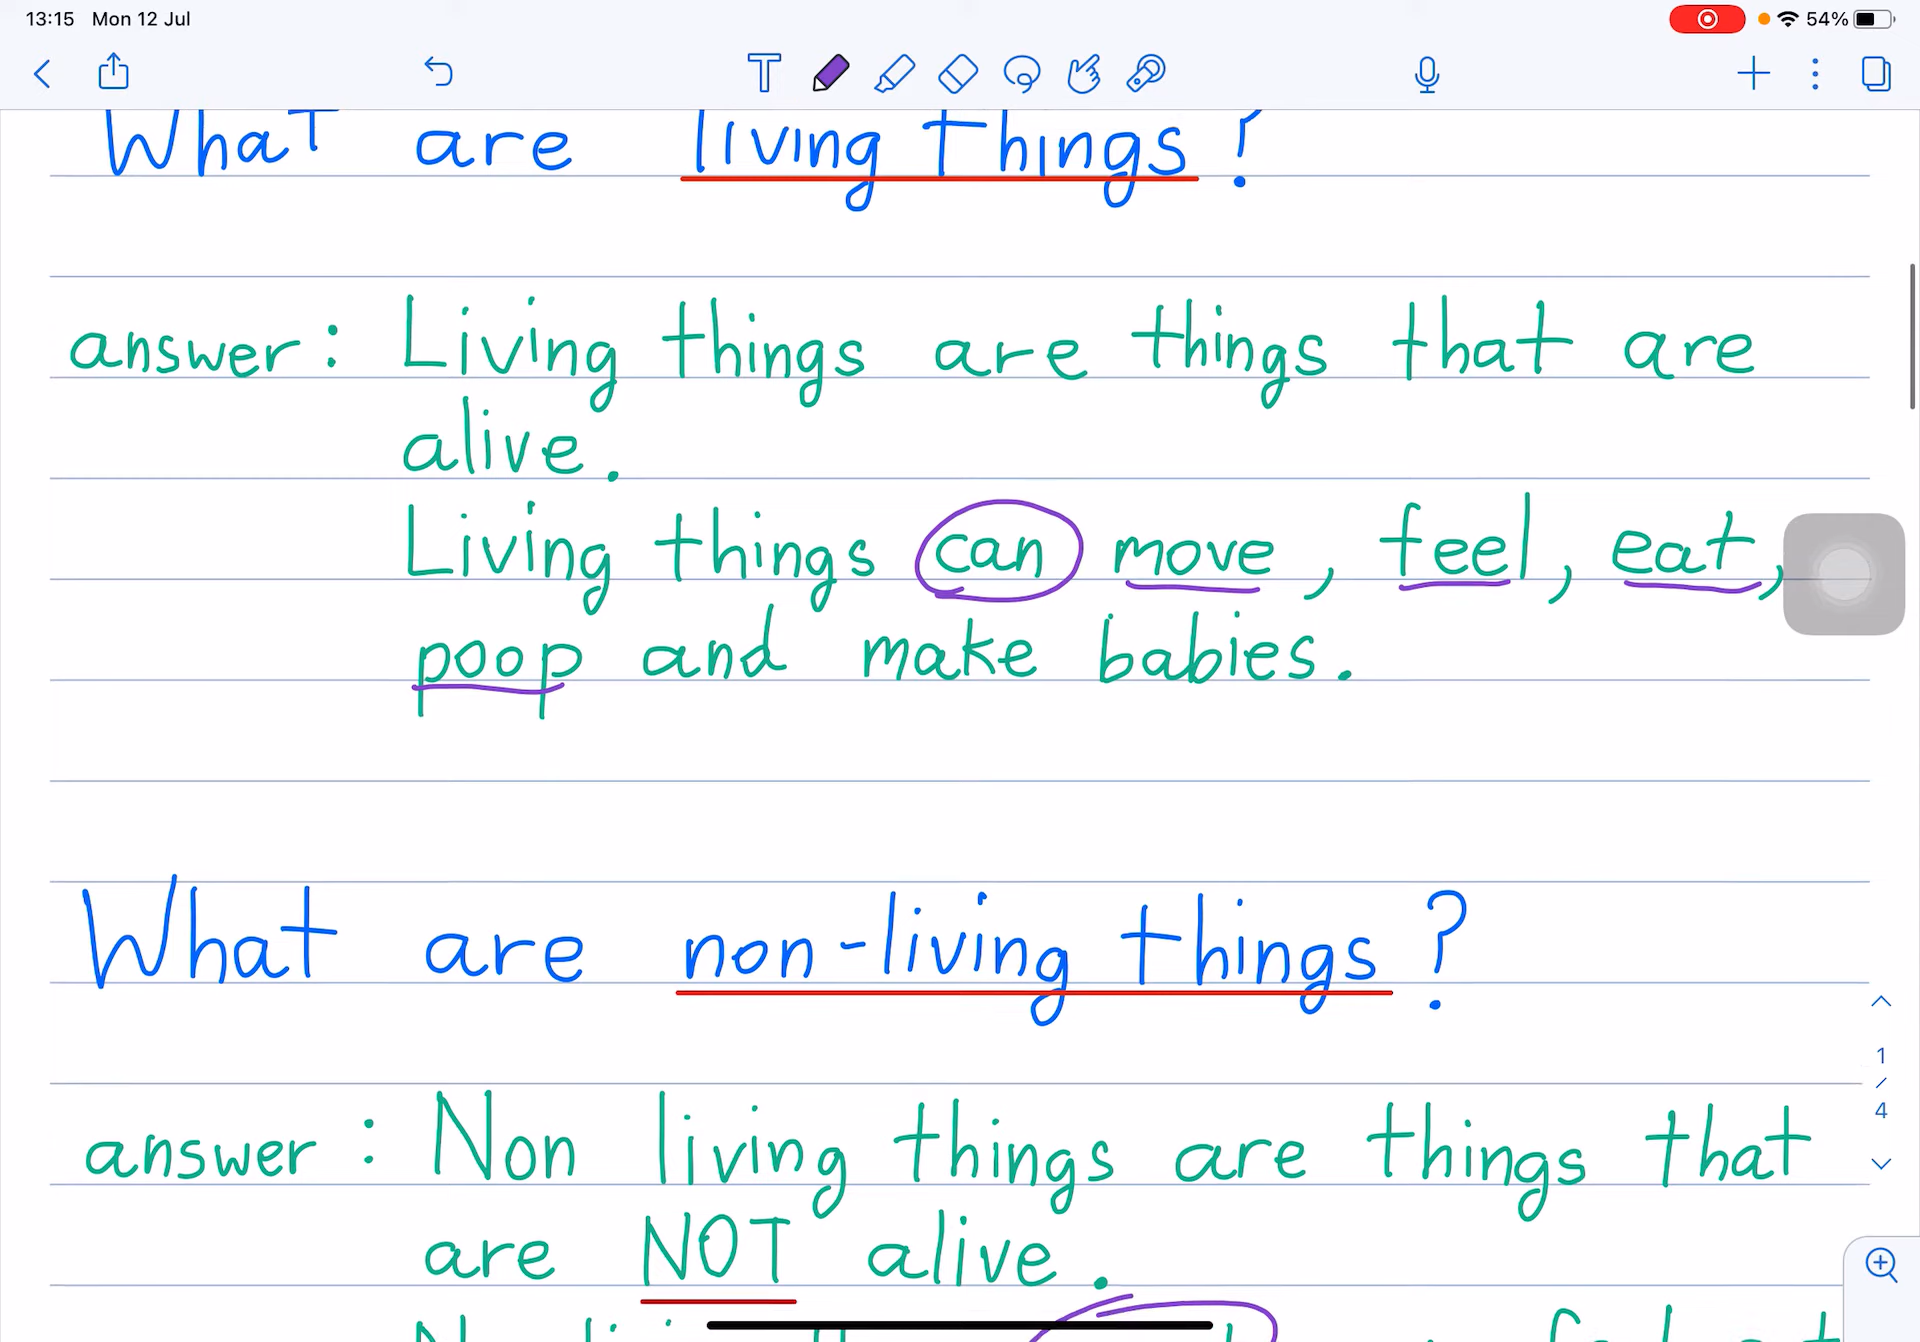 13:15 Mon 12 Jul 54%
T
What are living things?
answer: Living things are things that are
alive.
Living things can move, feel, eat,
poop and make babies.
What are non-living things?
1
/
4
answer: Non living things are things that
are NOT alive.